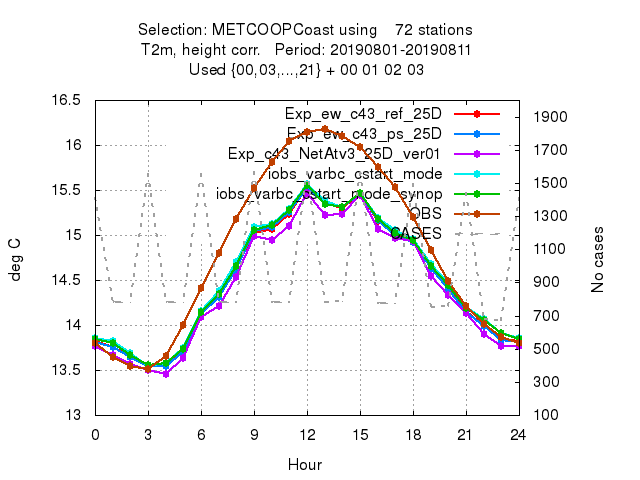 Selection: METCOOPCoast using 72 stations
T2m, height corr. Period: 20190801-20190811
Used {00,03,...,21} + 00 01 02 03
Exp_ew_c43_ref_25D
Exp_ew_c43_ps_25D
Exp_c43_NetAtv3_25D_ver01
iobs_varbc_cstart_mode
iobs_varbc_cstart_mode_synop
OBS
CASES
deg C
16.5
16
15.5
15
14.5
14
13.5
13
1900
1700
1500
1300
1100
900
700
500
300
100
No cases
0 3 6 9 12 15 18 21 24
Hour